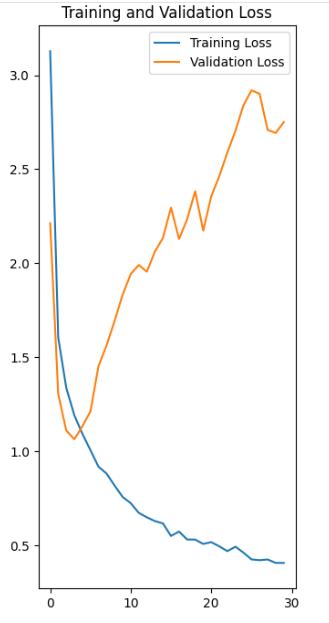 Training and Validation Loss
Training Loss
Validation Loss
3.0
2.5
2.0
1.5
1.0
0.5
0 10 20 30